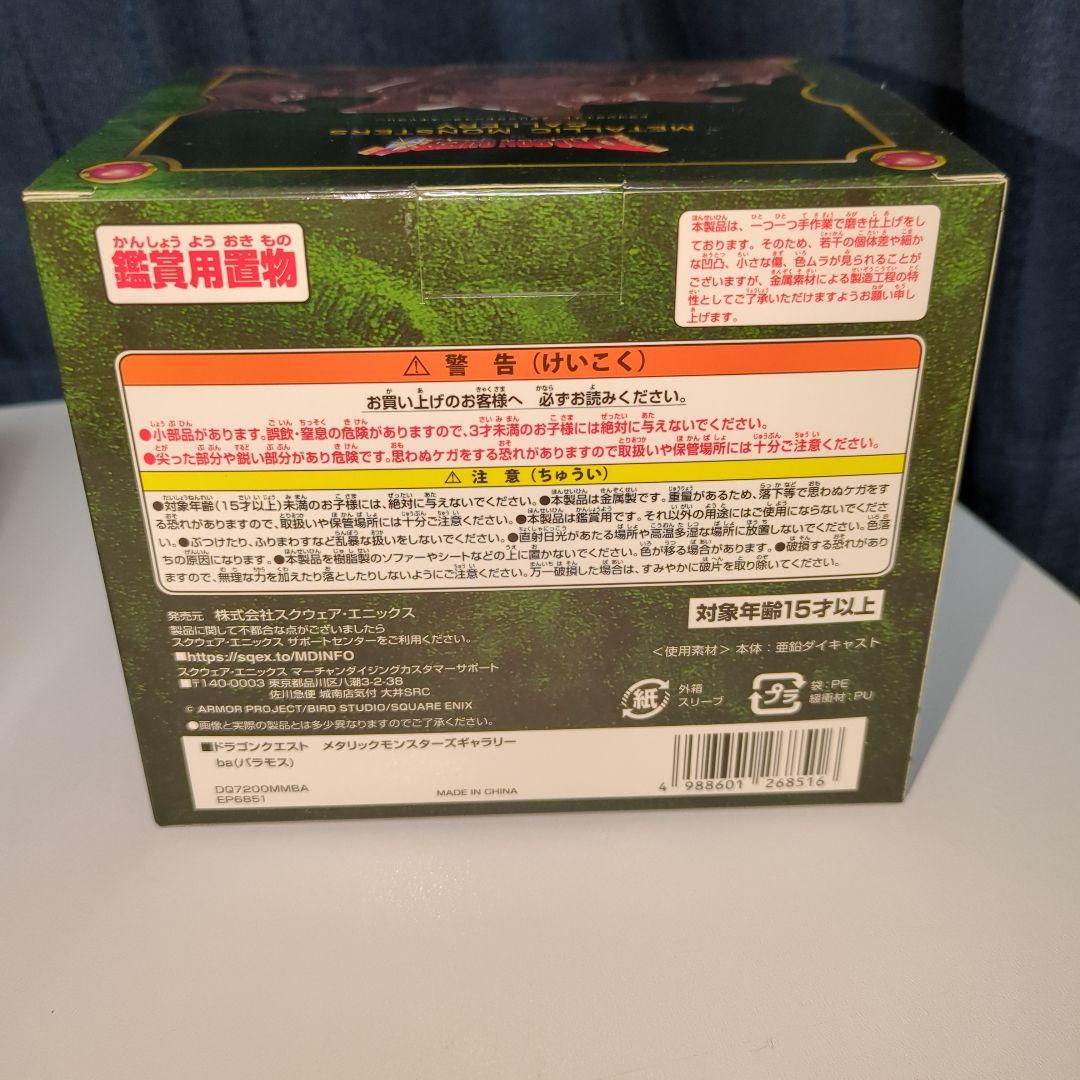 DRAGON QUEST
METALLIC MONSTERS
かんしょう よう おき もの
鑑賞用置物
本製品は、一つ一つ手作業で磨き仕上げをし
ております。そのため、若干の個体差や細か
な凹凸、小さな傷、色ムラが見られることが
ございますが、金属素材による製造工程の特
性としてご了承いただけますようお願い申し
上げます。
⚠ 警 告(けいこく)
お買い上げのお客様へ 必ずお読みください。
●小部品があります。誤飲・窒息の危険がありますので、3才未満のお子様には絶対に与えないでください。
●尖った部分や鋭い部分があり危険です。思わぬケガをする恐れがありますので取扱いや保管場所には十分ご注意ください。
⚠ 注 意(ちゅうい)
●対象年齢(15才以上)未満のお子様には、絶対に与えないでください。●本製品は金属製です。重量があるため、落下等で思わぬケガをす
る恐れがありますので、取扱いや保管場所には十分ご注意ください。●本製品は鑑賞用です。それ以外の用途にはご使用にならないでくださ
い。●ぶつけたり、ふりまわすなど乱暴な扱いをしないでください。●直射日光があたる場所や高温多湿な場所に放置しないでください。色落
ちの原因になります。●本製品を樹脂製のソファーやシートなどの上に置かないでください。色が移る場合があります。●破損する恐れがあり
ますので、無理な力を加えたり落としたりしないようにご注意ください。万一破損した場合は、すみやかに破片を取り除いてください。
発売元 株式会社スクウェア・エニックス
製品に関して不都合な点がございましたら
スクウェア・エニックス サポートセンターをご利用ください。
■https://sqex.to/MDINFO
スクウェア・エニックス マーチャンダイジングカスタマーサポート
■〒140-0003 東京都品川区八潮3-2-38
佐川急便 城南店気付 大井SRC
© ARMOR PROJECT/BIRD STUDIO/SQUARE ENIX
●画像と実際の製品とは多少異なりますのでご了承ください。
対象年齢15才以上
<使用素材> 本体:亜鉛ダイキャスト
紙 外箱
スリーブ
プラ 袋:PE
緩衝材:PU
■ドラゴンクエスト メタリックモンスターズギャラリー
ba(バラモス)
DQ7200MMBA
EP6851
MADE IN CHINA
4 988601 268516